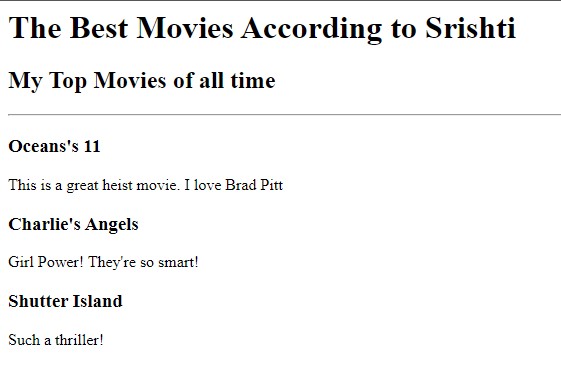 The Best Movies According to Srishti
My Top Movies of all time
Oceans's 11
This is a great heist movie. I love Brad Pitt
Charlie's Angels
Girl Power! They're so smart!
Shutter Island
Such a thriller!